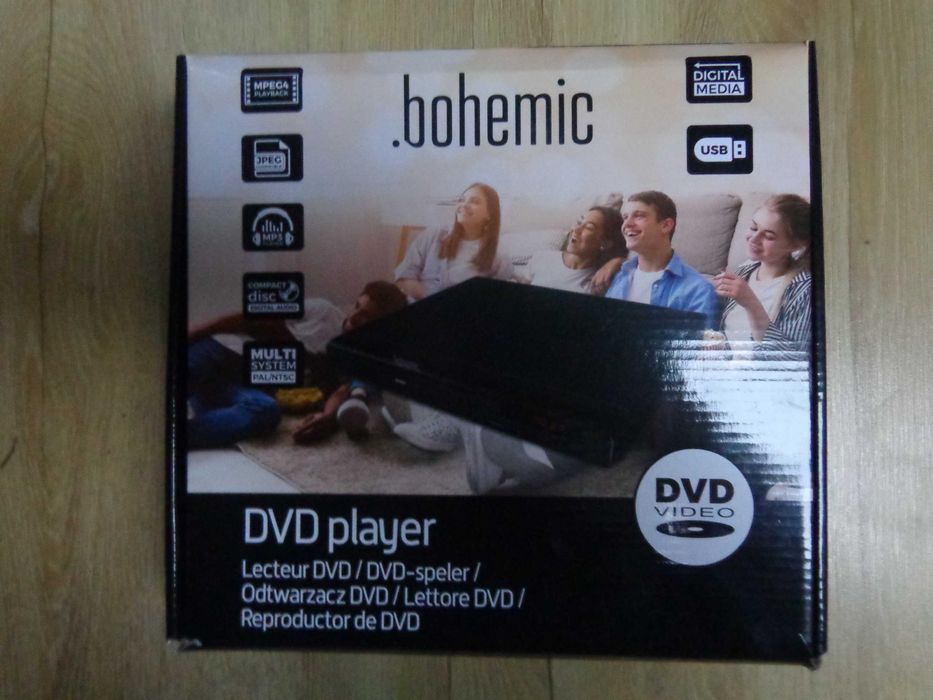 MPEG4
PLAYBACK
.bohemic
DIGITAL
MEDIA
JPEG
USB
MP3
COMPACT
disc
DIGITAL AUDIO
MULTI
SYSTEM
PAL/NTSC
DVD
VIDEO
DVD player
Lecteur DVD / DVD-speler /
Odtwarzacz DVD / Lettore DVD /
Reproductor de DVD